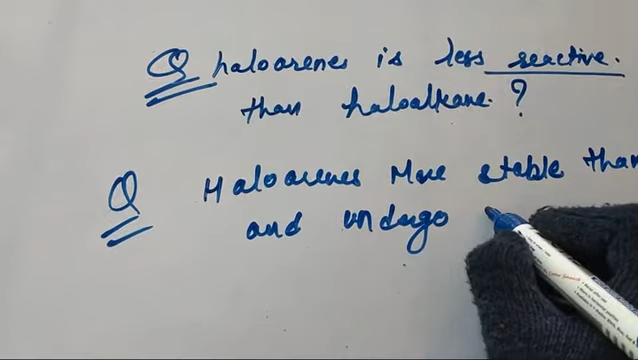 Q haloarenes is less reactive.
than haloalkane. ?
Q Haloarenes More stable than
and undergo